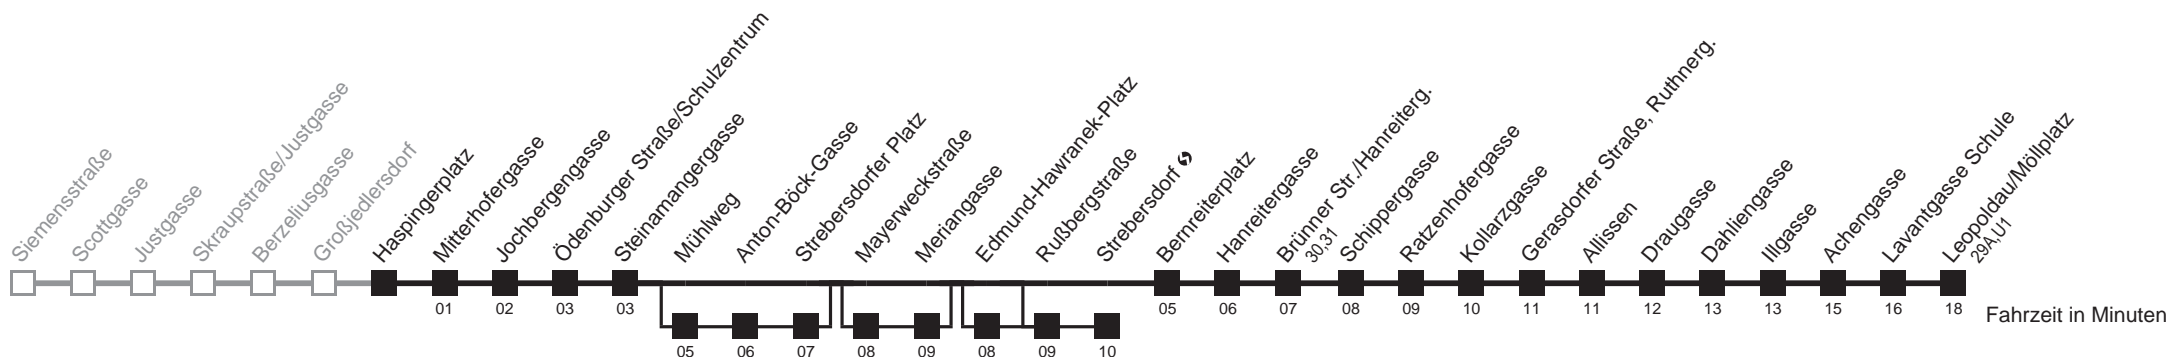 Siemensstraße
Scottgasse
Justgasse
Skraupstraße/Justgasse
Berzeliusgasse
Großjedlersdorf
Haspingerplatz
Mitterhofergasse
Jochbergengasse
Ödenburger Straße/Schulzentrum
Steinamangergasse
Mühlweg
Anton-Böck-Gasse
Strebersdorfer Platz
Mayerweckstraße
Meriangasse
Edmund-Hawranek-Platz
Rußbergstraße
Strebersdorf
Bernreiterplatz
Hanreitergasse
Brünner Str./Hanreiterg.
30,31
Schippergasse
Ratzenhofergasse
Kollarzgasse
Gerasdorfer Straße, Ruthnerg.
Allissen
Draugasse
Dahliengasse
Illgasse
Achengasse
Lavantgasse Schule
Leopoldau/Möllplatz
29A,U1
01 02 03 03 05 06 07 08 09 10 11 11 12 13 13 15 16 18
Fahrzeit in Minuten
05 06 07 08 09 08 09 10